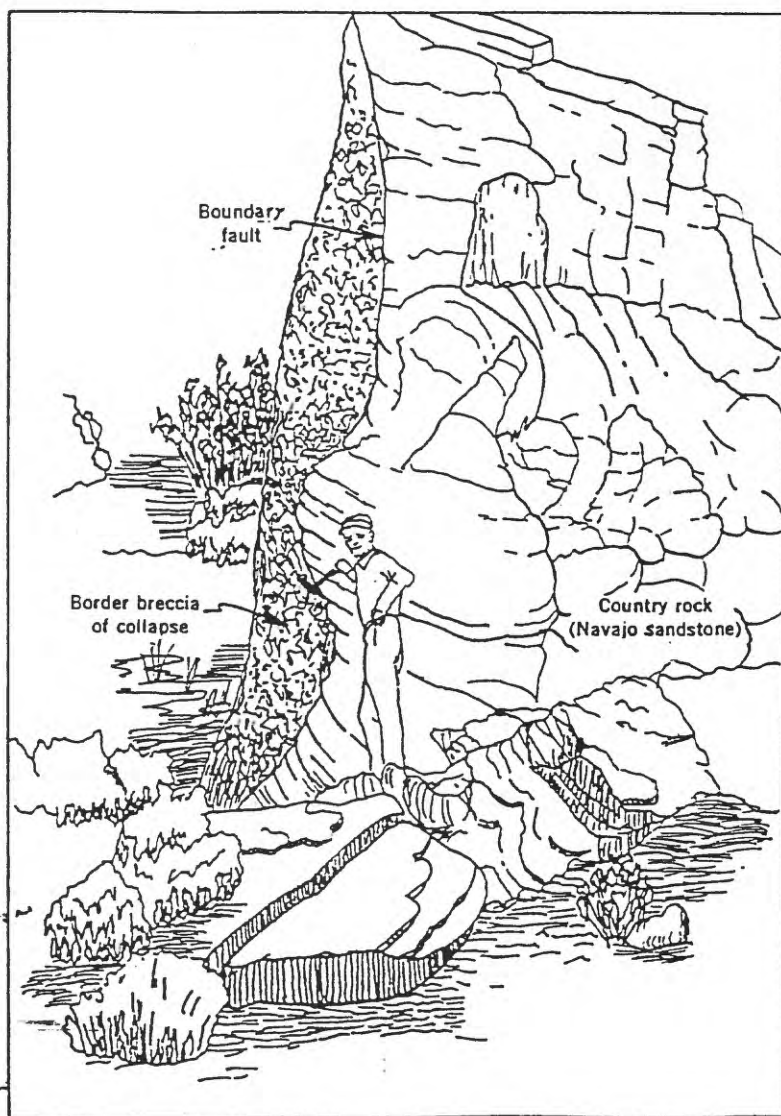 Boundary
fault
Border breccia
of collapse
Country rock
(Navajo sandstone)